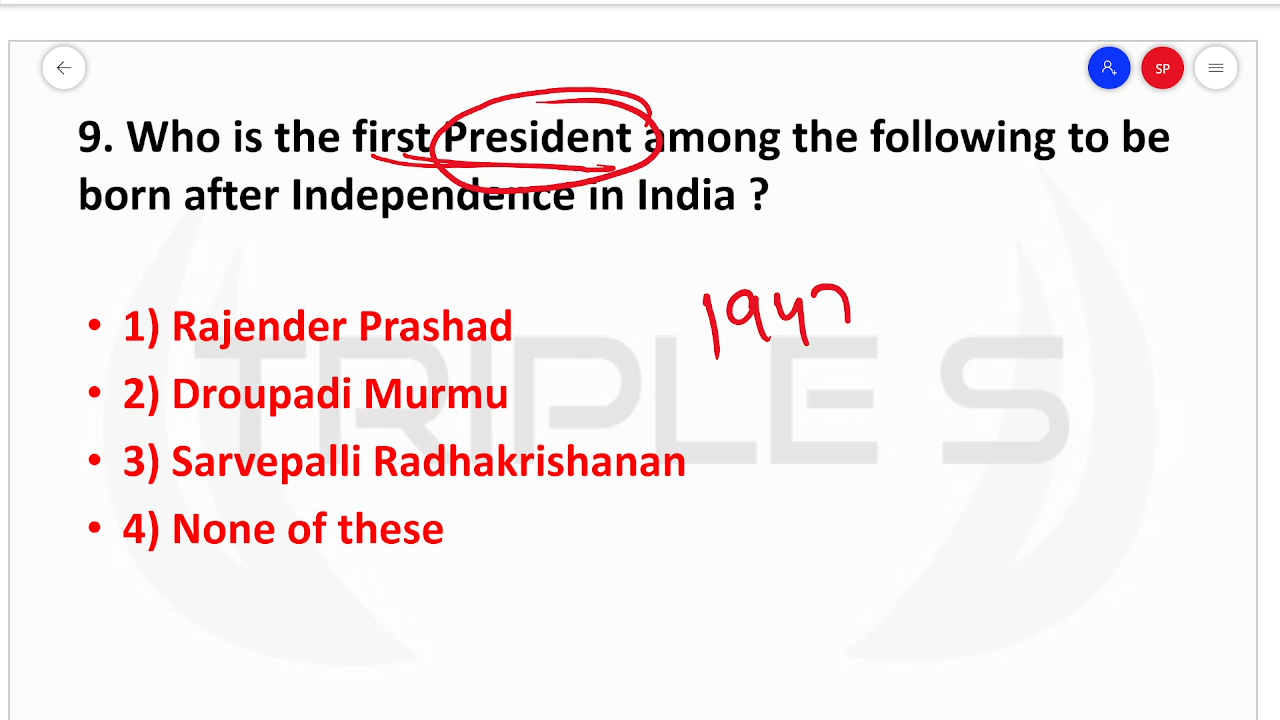 SP
9. Who is the first President among the following to be
born after Independence in India ?
• 1) Rajender Prashad
1947
• 2) Droupadi Murmu
• 3) Sarvepalli Radhakrishanan
• 4) None of these
TRIPLE S